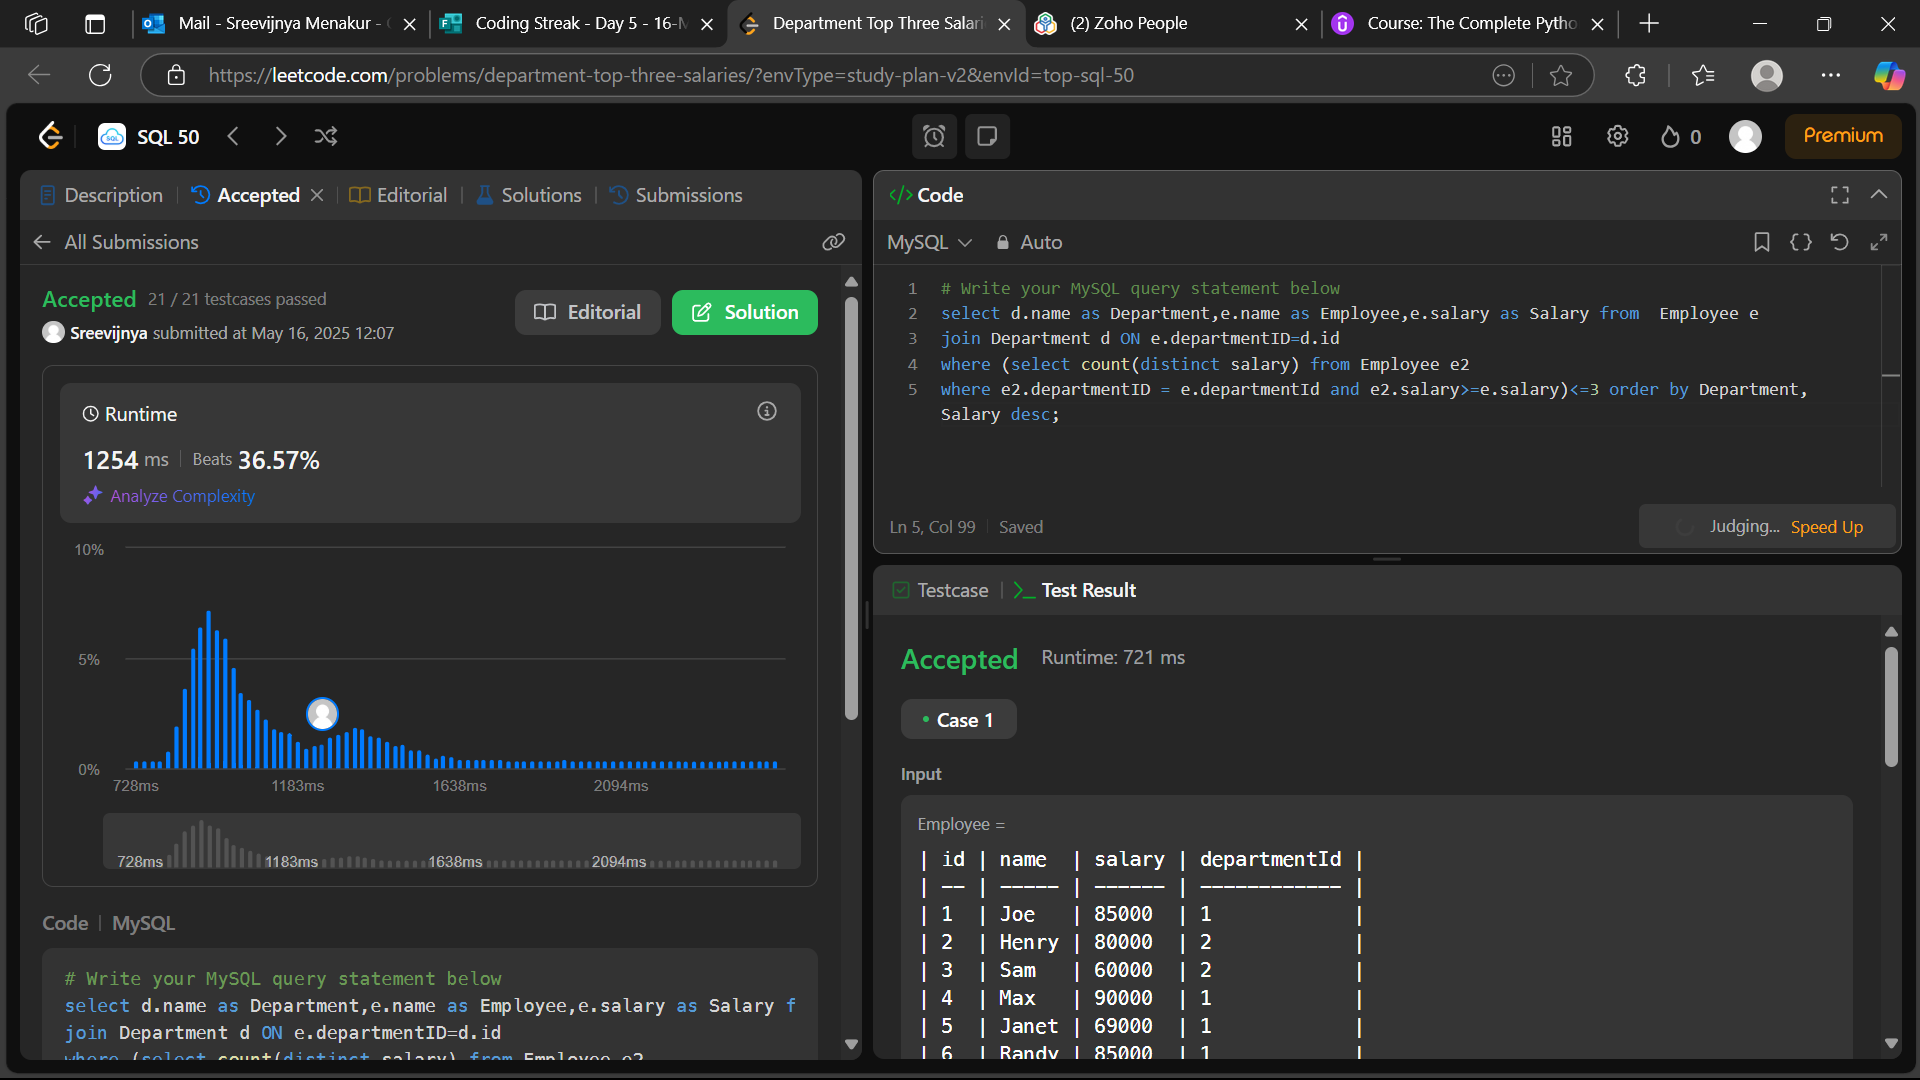 Mail - Sreevijnya Menakur -
Coding Streak - Day 5 - 16-M
Department Top Three Salari
(2) Zoho People
Course: The Complete Pytho
https://leetcode.com/problems/department-top-three-salaries/?envType=study-plan-v2&envId=top-sql-50
SQL 50
0
Premium
Description
Accepted
Editorial
Solutions
Submissions
All Submissions
Accepted 21 / 21 testcases passed
Sreevijnya submitted at May 16, 2025 12:07
Editorial
Solution
Runtime
1254 ms Beats 36.57%
Analyze Complexity
10%
5%
0%
728ms 1183ms 1638ms 2094ms
728ms 1183ms 1638ms 2094ms
Code | MySQL
# Write your MySQL query statement below
select d.name as Department,e.name as Employee,e.salary as Salary f
join Department d ON e.departmentID=d.id
where (select count(distinct salary) from Employee e2
</> Code
MySQL Auto
1 # Write your MySQL query statement below
2 select d.name as Department,e.name as Employee,e.salary as Salary from  Employee e
3 join Department d ON e.departmentID=d.id
4 where (select count(distinct salary) from Employee e2
5 where e2.departmentID = e.departmentId and e2.salary>=e.salary)<=3 order by Department,
Salary desc;
Ln 5, Col 99 Saved
Judging... Speed Up
Testcase
Test Result
Accepted Runtime: 721 ms
• Case 1
Input
Employee =
| id | name  | salary | departmentId |
| -- | ----- | ------ | ------------ |
| 1  | Joe   | 85000  | 1            |
| 2  | Henry | 80000  | 2            |
| 3  | Sam   | 60000  | 2            |
| 4  | Max   | 90000  | 1            |
| 5  | Janet | 69000  | 1            |
| 6  | Randy | 85000  | 1            |